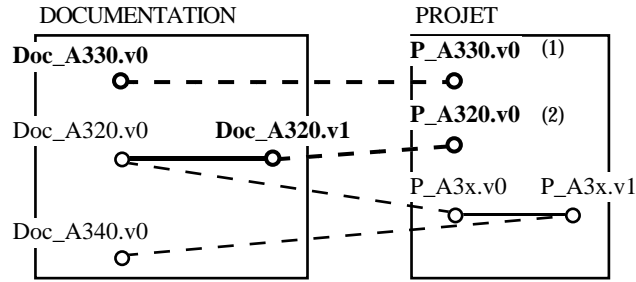 DOCUMENTATION PROJET
Doc_A330.v0 P_A330.v0 (1)
P_A320.v0 (2)
Doc_A320.v0 Doc_A320.v1
P_A3x.v0 P_A3x.v1
Doc_A340.v0